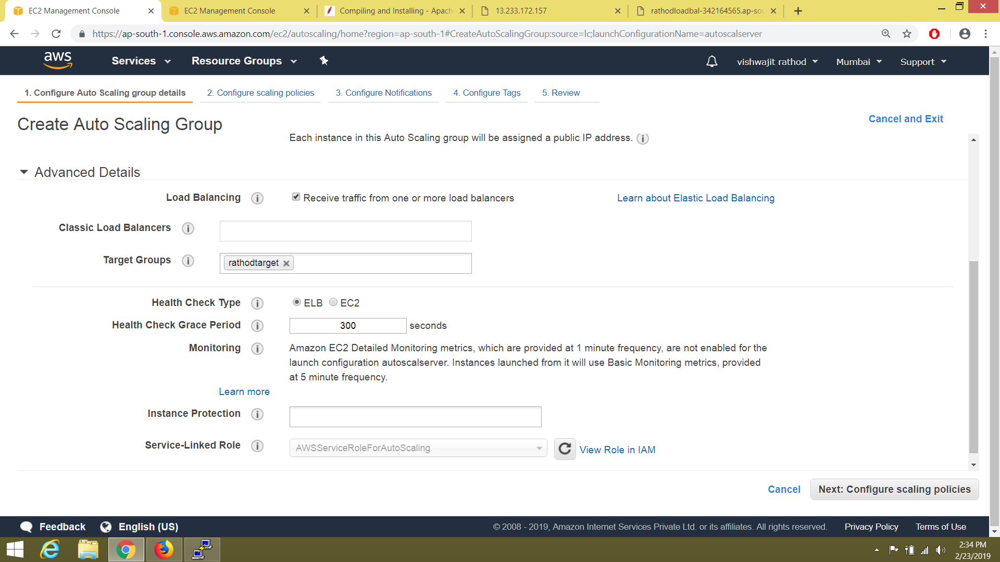 EC2 Management Console
EC2 Management Console
Compiling and Installing - Apach
13.233.172.157
rathodloadbal-342164565.ap-sou
https://ap-south-1.console.aws.amazon.com/ec2/autoscaling/home?region=ap-south-1#CreateAutoScalingGroup:source=lc;launchConfigurationName=autoscalserver
aws
Services
Resource Groups
vishwajit rathod
Mumbai
Support
1. Configure Auto Scaling group details
2. Configure scaling policies
3. Configure Notifications
4. Configure Tags
5. Review
Create Auto Scaling Group
Cancel and Exit
Each instance in this Auto Scaling group will be assigned a public IP address.
Advanced Details
Load Balancing
Receive traffic from one or more load balancers
Learn about Elastic Load Balancing
Classic Load Balancers
Target Groups
rathodtarget
Health Check Type
ELB
EC2
Health Check Grace Period
300
seconds
Monitoring
Amazon EC2 Detailed Monitoring metrics, which are provided at 1 minute frequency, are not enabled for the
launch configuration autoscalserver. Instances launched from it will use Basic Monitoring metrics, provided
at 5 minute frequency.
Learn more
Instance Protection
Service-Linked Role
AWSServiceRoleForAutoScaling
View Role in IAM
Cancel
Next: Configure scaling policies
Feedback
English (US)
© 2008 - 2019, Amazon Internet Services Private Ltd. or its affiliates. All rights reserved.
Privacy Policy
Terms of Use
2:34 PM
2/23/2019